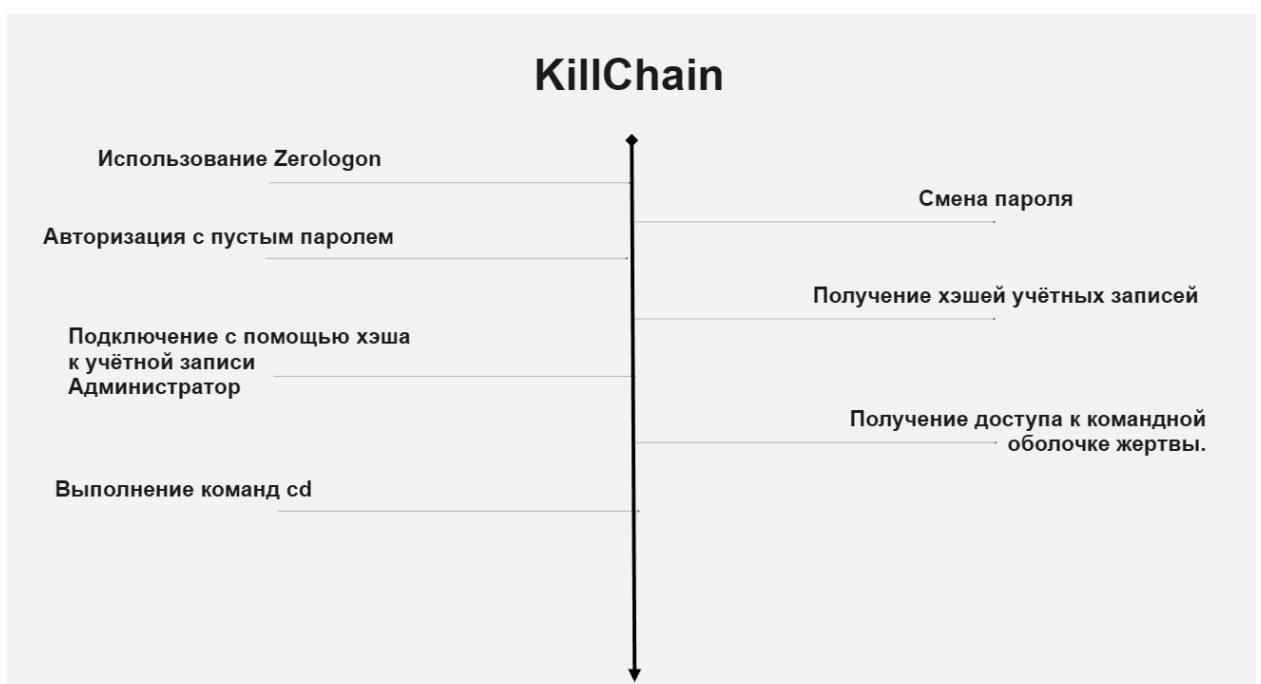 KillChain
Использование Zerologon
Смена пароля
Авторизация с пустым паролем
Получение хэшей учётных записей
Подключение с помощью хэша
к учётной записи
Администратор
Получение доступа к командной
оболочке жертвы.
Выполнение команд cd